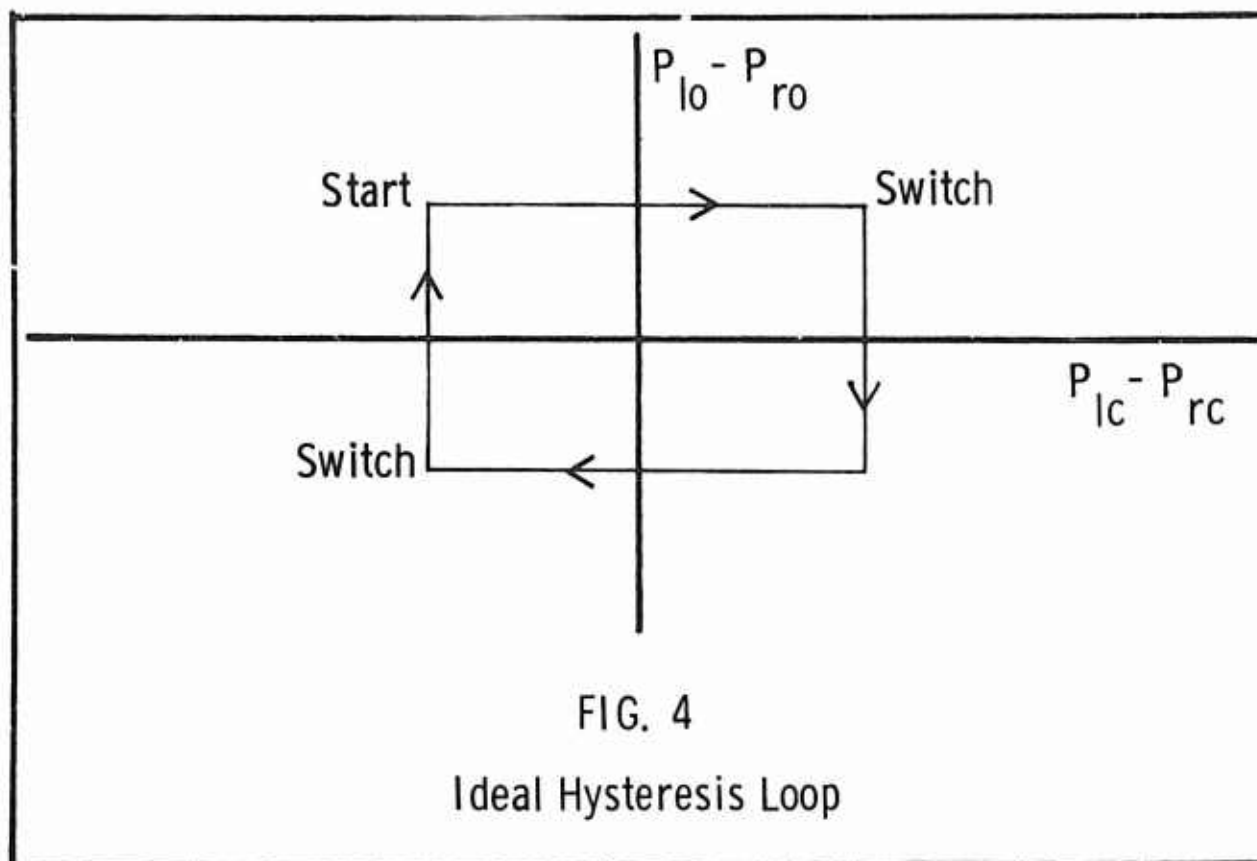 P_lo - P_ro
Start
Switch
P_lc - P_rc
Switch
FIG. 4
Ideal Hysteresis Loop